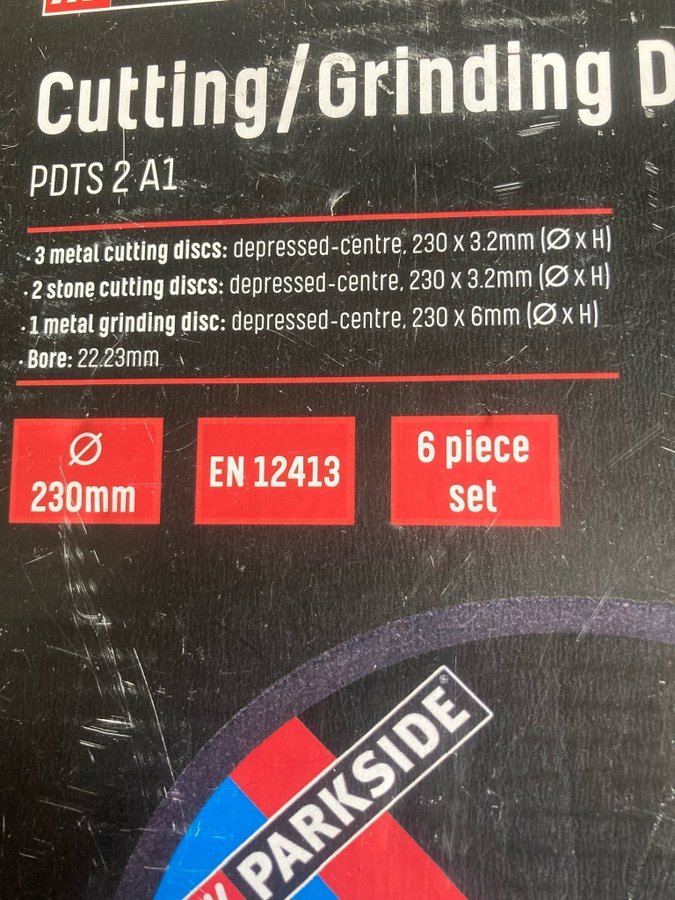 Cutting/Grinding D
PDTS 2 A1
· 3 metal cutting discs: depressed-centre, 230 x 3.2mm (Ø x H)
· 2 stone cutting discs: depressed-centre, 230 x 3.2mm (Ø x H)
· 1 metal grinding disc: depressed-centre, 230 x 6mm (Ø x H)
· Bore: 22.23mm
Ø
230mm
EN 12413
6 piece
set
PARKSIDE®